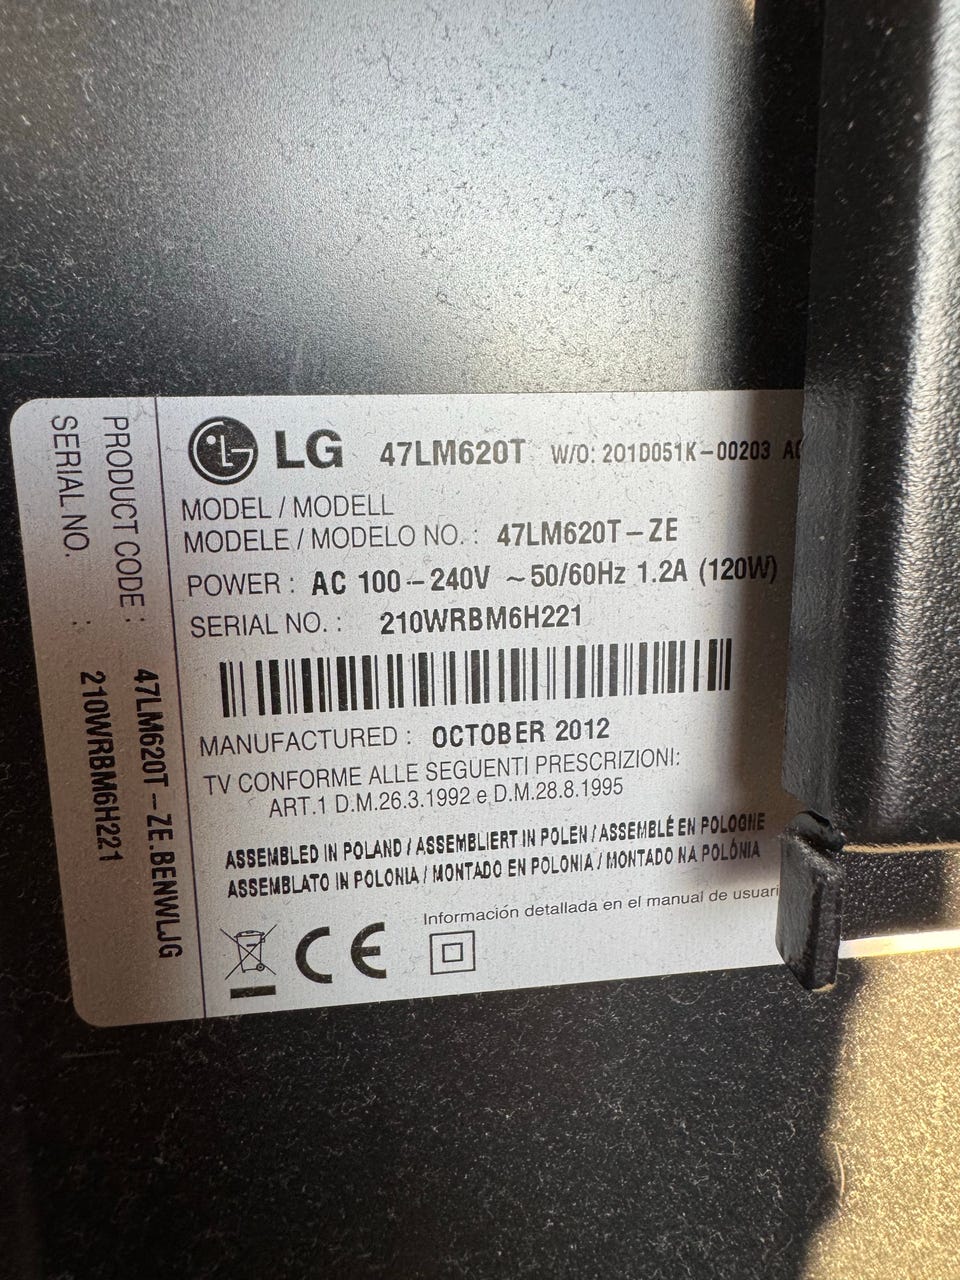 LG 47LM620T W/O: 201D051K-00203
MODEL / MODELL
MODELE / MODELO NO. : 47LM620T-ZE
POWER : AC 100-240V ~50/60Hz 1.2A (120W)
SERIAL NO. : 210WRBM6H221
MANUFACTURED : OCTOBER 2012
TV CONFORME ALLE SEGUENTI PRESCRIZIONI:
ART.1 D.M.26.3.1992 e D.M.28.8.1995
ASSEMBLED IN POLAND / ASSEMBLIERT IN POLEN / ASSEMBLÉ EN POLOGNE
ASSEMBLATO IN POLONIA / MONTADO EN POLONIA / MONTADO NA POLÓNIA
Información detallada en el manual de
CE
PRODUCT CODE : 47LM620T-ZE.BENWLJG
SERIAL NO. : 210WRBM6H221